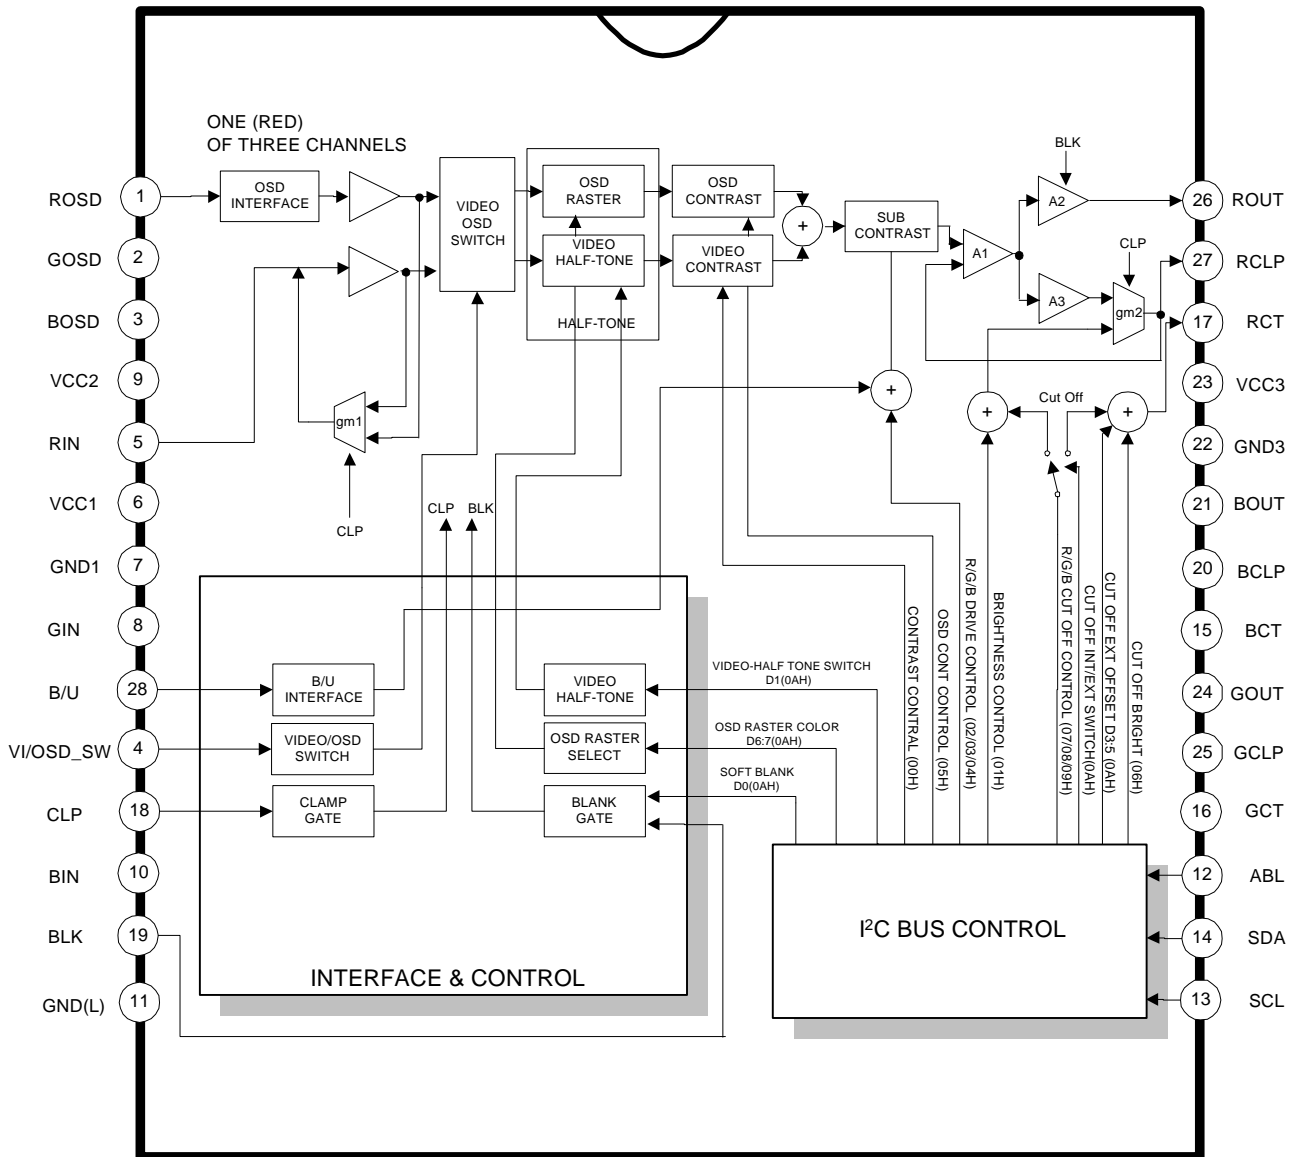 ONE (RED)
OF THREE CHANNELS
ROSD
1
GOSD
2
BOSD
3
VCC2
9
RIN
5
VCC1
6
GND1
7
GIN
8
B/U
28
VI/OSD_SW
4
CLP
18
BIN
10
BLK
19
GND(L)
11
OSD
INTERFACE
VIDEO
OSD
SWITCH
OSD
RASTER
VIDEO
HALF-TONE
HALF-TONE
OSD
CONTRAST
VIDEO
CONTRAST
+
SUB
CONTRAST
A1
BLK
A2
A3
CLP
gm2
gm1
CLP
+
+
Cut Off
+
CLP
BLK
B/U
INTERFACE
VIDEO/OSD
SWITCH
CLAMP
GATE
VIDEO
HALF-TONE
OSD RASTER
SELECT
BLANK
GATE
INTERFACE & CONTROL
VIDEO-HALF TONE SWITCH
D1(0AH)
OSD RASTER COLOR
D6:7(0AH)
SOFT BLANK
D0(0AH)
CONTRAST CONTRAL (00H)
OSD CONT CONTROL (05H)
R/G/B DRIVE CONTROL (02/03/04H)
BRIGHTNESS CONTROL (01H)
R/G/B CUT OFF CONTROL (07/08/09H)
CUT OFF INT/EXT SWITCH(0AH)
CUT OFF EXT OFFSET D3:5 (0AH)
CUT OFF BRIGHT (06H)
I²C BUS CONTROL
26
ROUT
27
RCLP
17
RCT
23
VCC3
22
GND3
21
BOUT
20
BCLP
15
BCT
24
GOUT
25
GCLP
16
GCT
12
ABL
14
SDA
13
SCL